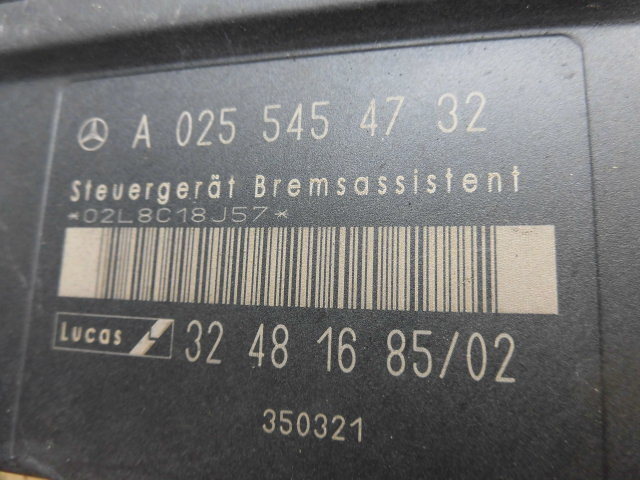 A 025 545 47 32
Steuergerät Bremsassistent
*02L8C18J57*
Lucas 32 48 16 85/02
350321